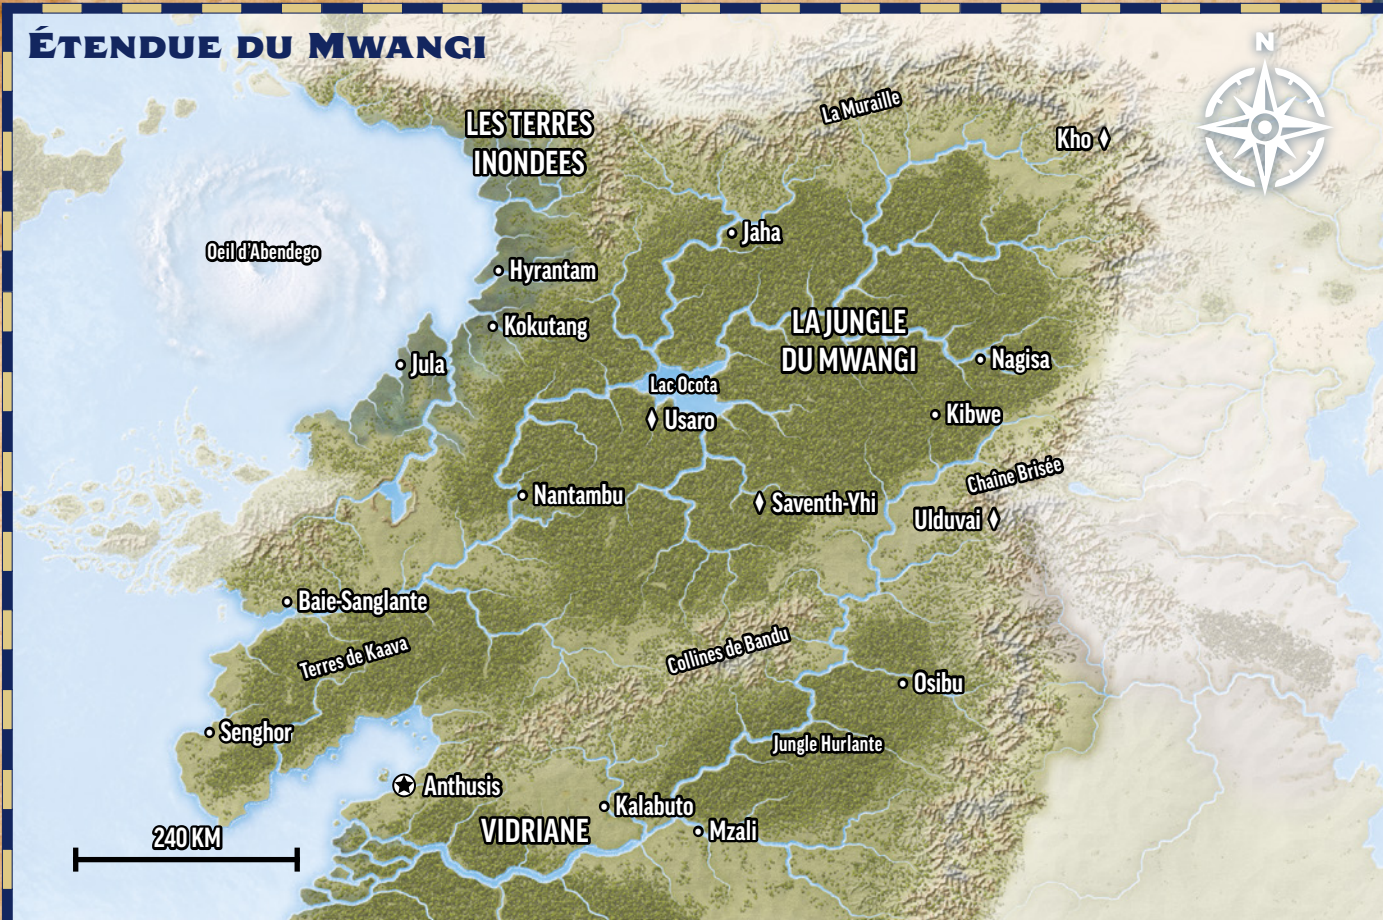 ÉTENDUE DU MWANGI
N
La Muraille
LES TERRES
INONDEES
Kho
Jaha
Oeil d'Abendego
Hyrantam
Kokutang
LA JUNGLE
DU MWANGI
Jula
Nagisa
Lac Ocota
Usaro
Kibwe
Chaîne Brisée
Nantambu
Saventh-Yhi
Ulduvai
Baie-Sanglante
Terres de Kaava
Collines de Bandu
Osibu
Senghor
Jungle Hurlante
Anthusis
Kalabuto
VIDRIANE
Mzali
240 KM